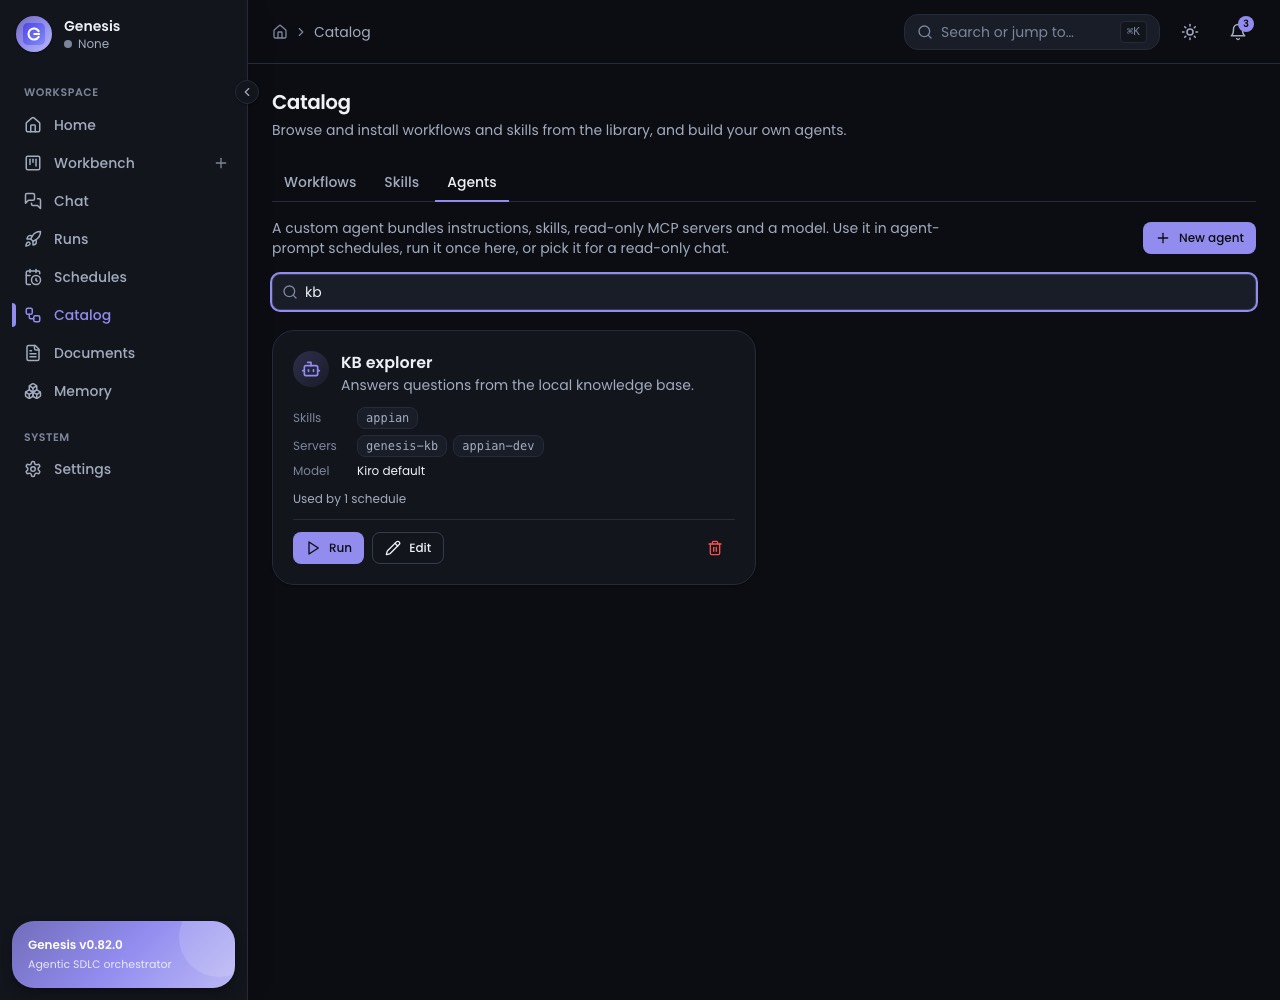 Genesis
None
WORKSPACE
Home
Workbench
Chat
Runs
Schedules
Catalog
Documents
Memory
SYSTEM
Settings
Genesis v0.82.0
Agentic SDLC orchestrator
Catalog
Search or jump to...
⌘K
3
Catalog
Browse and install workflows and skills from the library, and build your own agents.
Workflows Skills Agents
A custom agent bundles instructions, skills, read-only MCP servers and a model. Use it in agent-
prompt schedules, run it once here, or pick it for a read-only chat.
New agent
kb
KB explorer
Answers questions from the local knowledge base.
Skills appian
Servers genesis-kb appian-dev
Model Kiro default
Used by 1 schedule
Run Edit